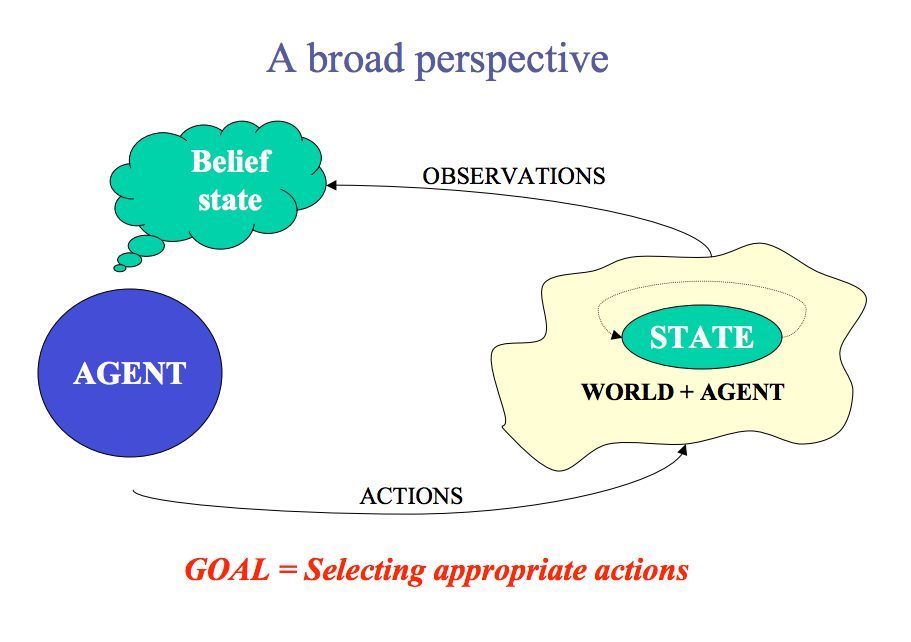 A broad perspective
Belief
state
OBSERVATIONS
STATE
AGENT
WORLD + AGENT
ACTIONS
GOAL = Selecting appropriate actions